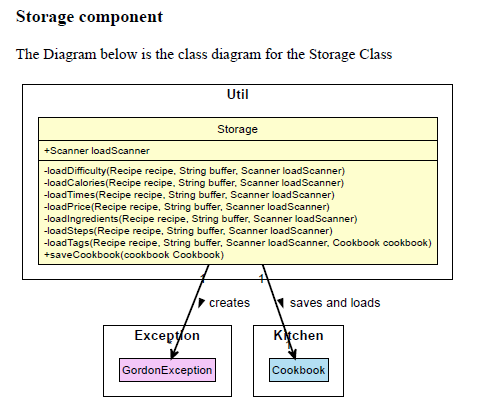 Storage component
The Diagram below is the class diagram for the Storage Class
Util
Storage
+Scanner loadScanner
-loadDifficulty(Recipe recipe, String buffer, Scanner loadScanner)
-loadCalories(Recipe recipe, String buffer, Scanner loadScanner)
-loadTimes(Recipe recipe, String buffer, Scanner loadScanner)
-loadPrice(Recipe recipe, String buffer, Scanner loadScanner)
-loadIngredients(Recipe recipe, String buffer, Scanner loadScanner)
-loadSteps(Recipe recipe, String buffer, Scanner loadScanner)
-loadTags(Recipe recipe, String buffer, Scanner loadScanner, Cookbook cookbook)
+saveCookbook(cookbook Cookbook)
1 1
creates saves and loads
Exception Kitchen
GordonException Cookbook